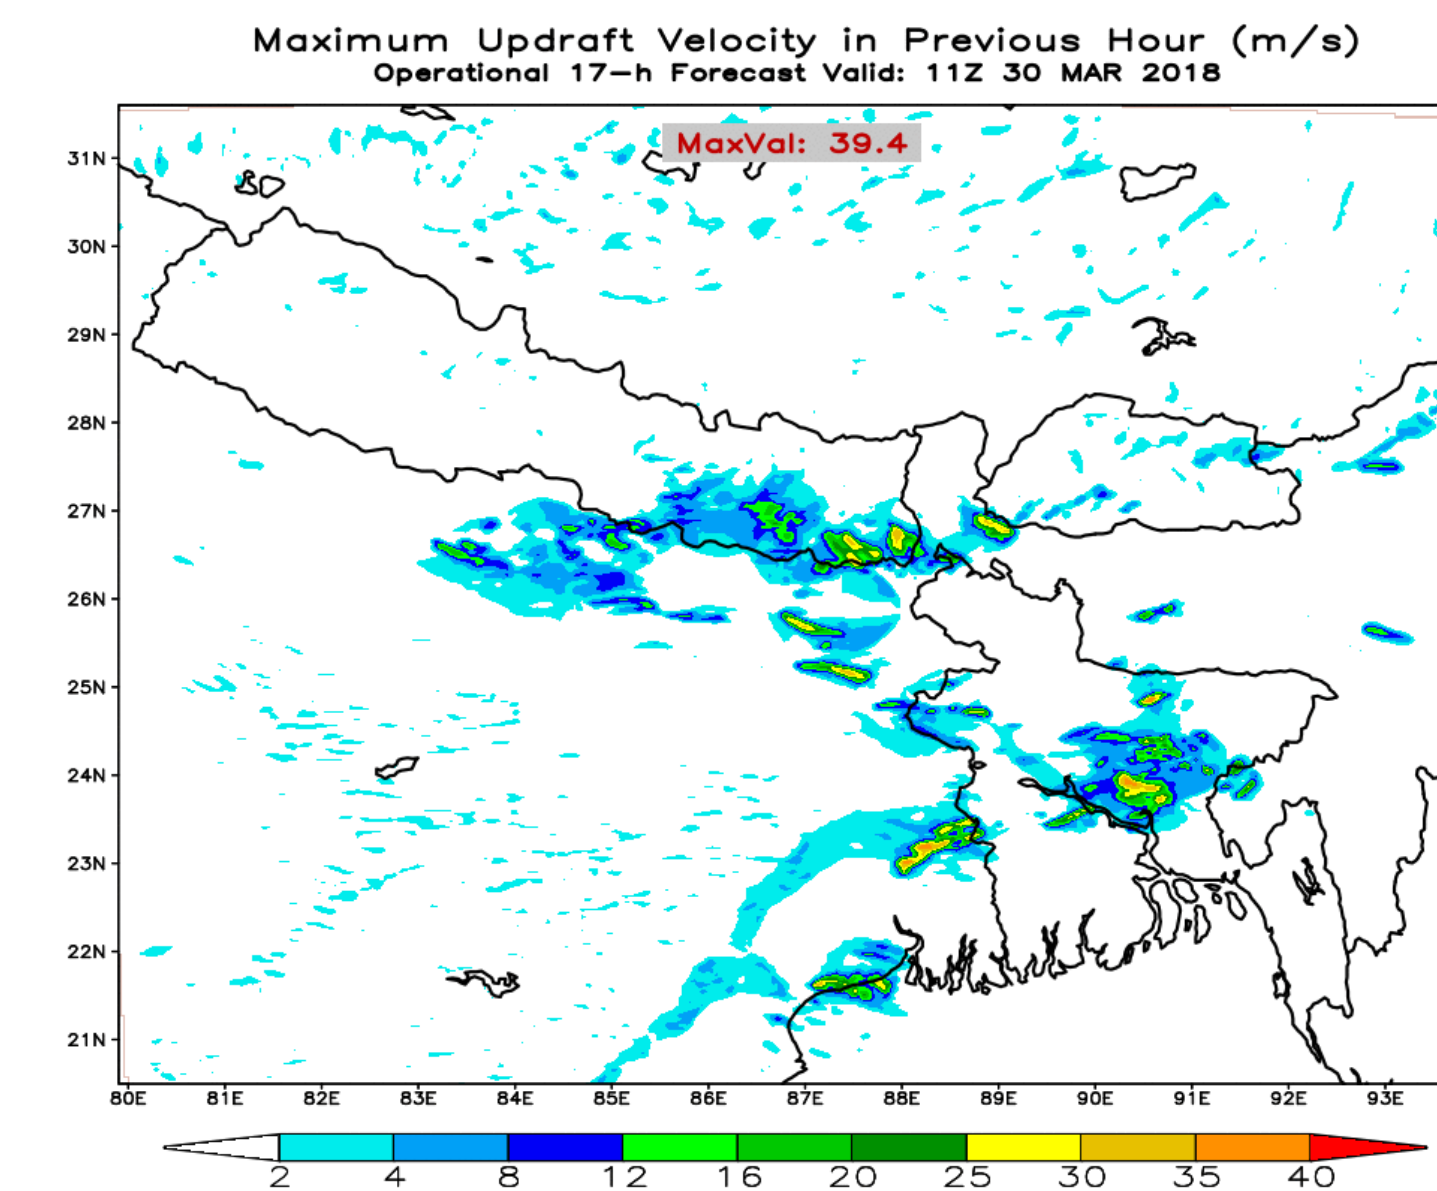 Maximum Updraft Velocity in Previous Hour (m/s)
Operational 17-h Forecast Valid: 11Z 30 MAR 2018
MaxVal: 39.4
31N
30N
29N
28N
27N
26N
25N
24N
23N
22N
21N
80E 81E 82E 83E 84E 85E 86E 87E 88E 89E 90E 91E 92E 93E
2 4 8 12 16 20 25 30 35 40